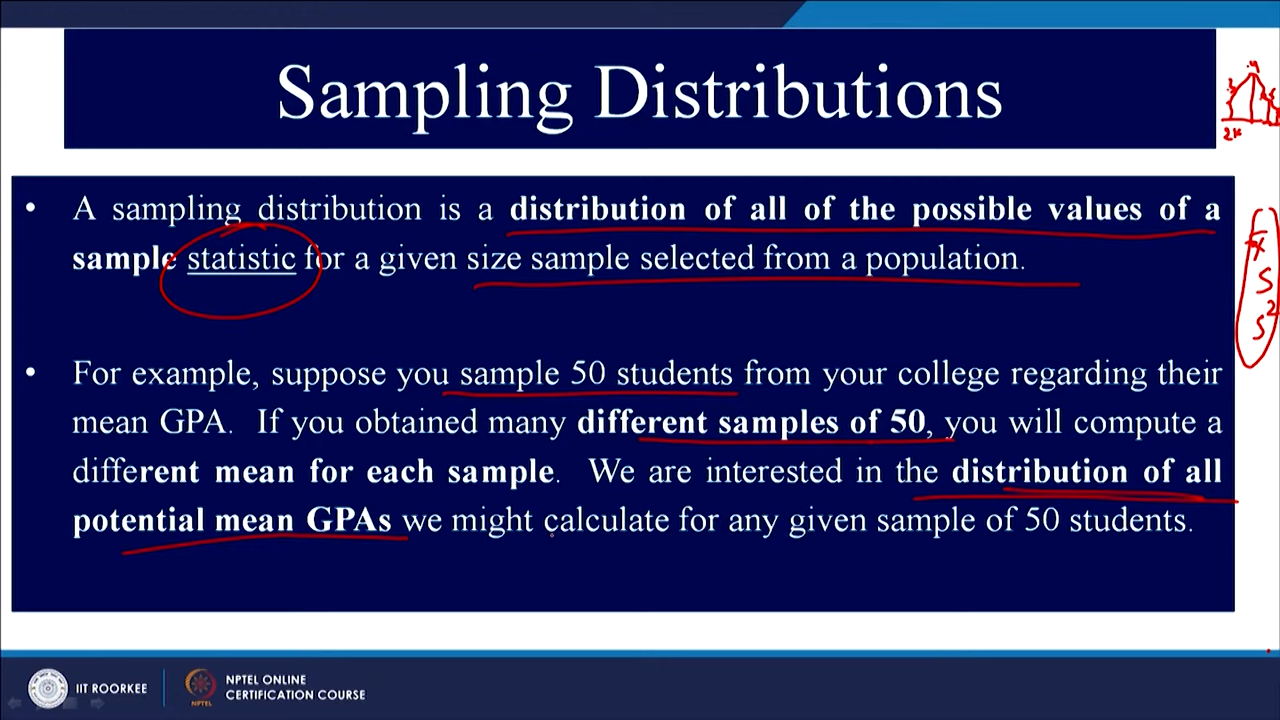 Sampling Distributions
• A sampling distribution is a distribution of all of the possible values of a
sample statistic for a given size sample selected from a population.
• For example, suppose you sample 50 students from your college regarding their
mean GPA. If you obtained many different samples of 50, you will compute a
different mean for each sample. We are interested in the distribution of all
potential mean GPAs we might calculate for any given sample of 50 students.
S
S²
IIT ROORKEE
NPTEL
NPTEL ONLINE
CERTIFICATION COURSE